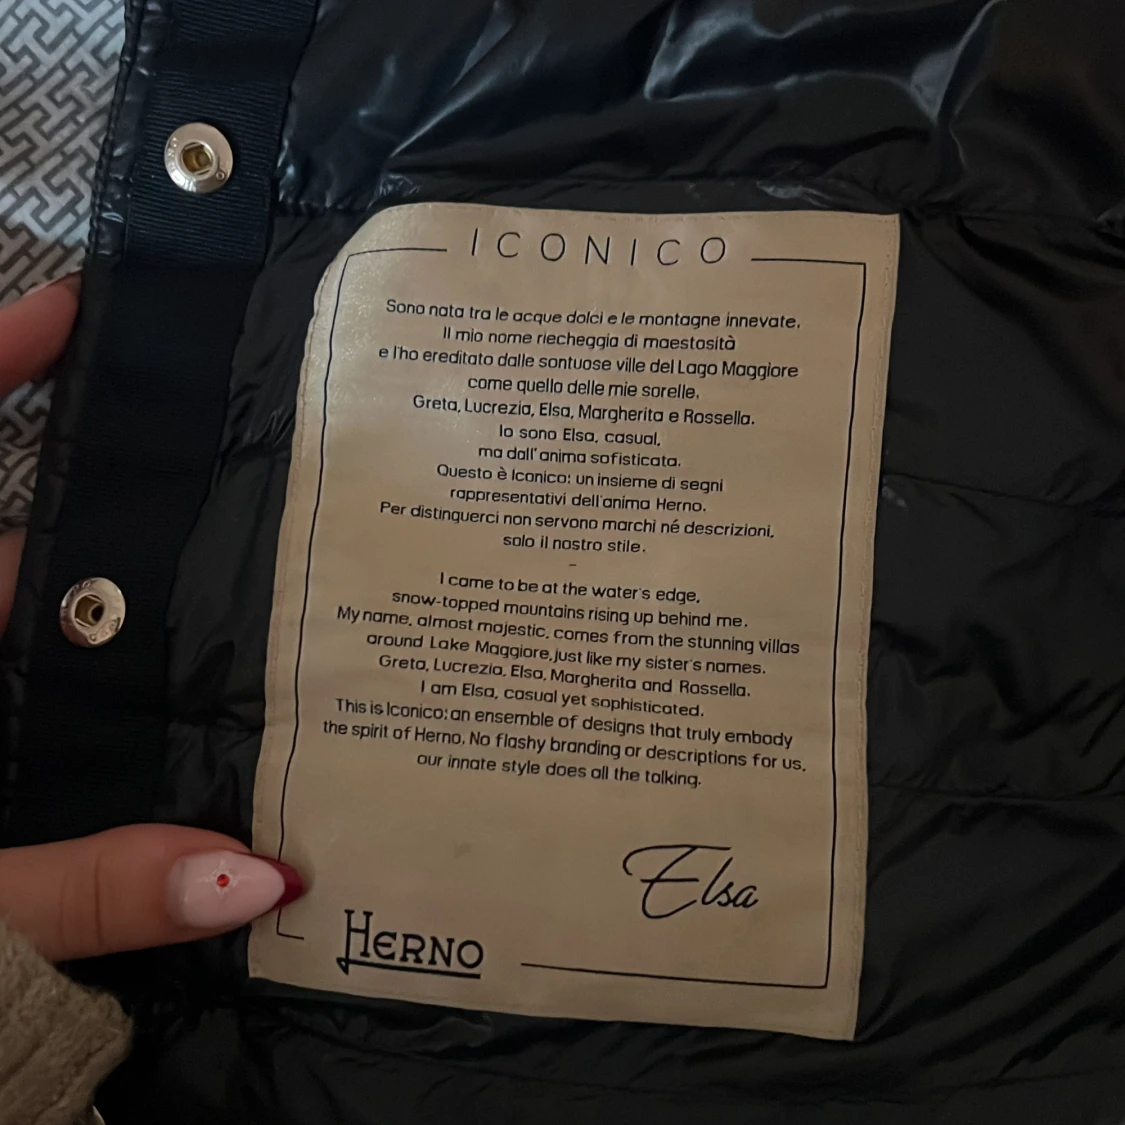 ICONICO
Sono nata tra le acque dolci e le montagne innevate.
Il mio nome riecheggia di maestosità
e l'ho ereditato dalle sontuose ville del Lago Maggiore
come quello delle mie sorelle.
Greta, Lucrezia, Elsa, Margherita e Rossella.
Io sono Elsa, casual,
ma dall'anima sofisticata.
Questo è Iconico: un insieme di segni
rappresentativi dell'anima Herno.
Per distinguerci non servono marchi né descrizioni,
solo il nostro stile.
-
I came to be at the water's edge,
snow-topped mountains rising up behind me.
My name, almost majestic, comes from the stunning villas
around Lake Maggiore, just like my sister's names.
Greta, Lucrezia, Elsa, Margherita and Rossella.
I am Elsa, casual yet sophisticated.
This is Iconico: an ensemble of designs that truly embody
the spirit of Herno. No flashy branding or descriptions for us,
our innate style does all the talking.
Elsa
HERNO